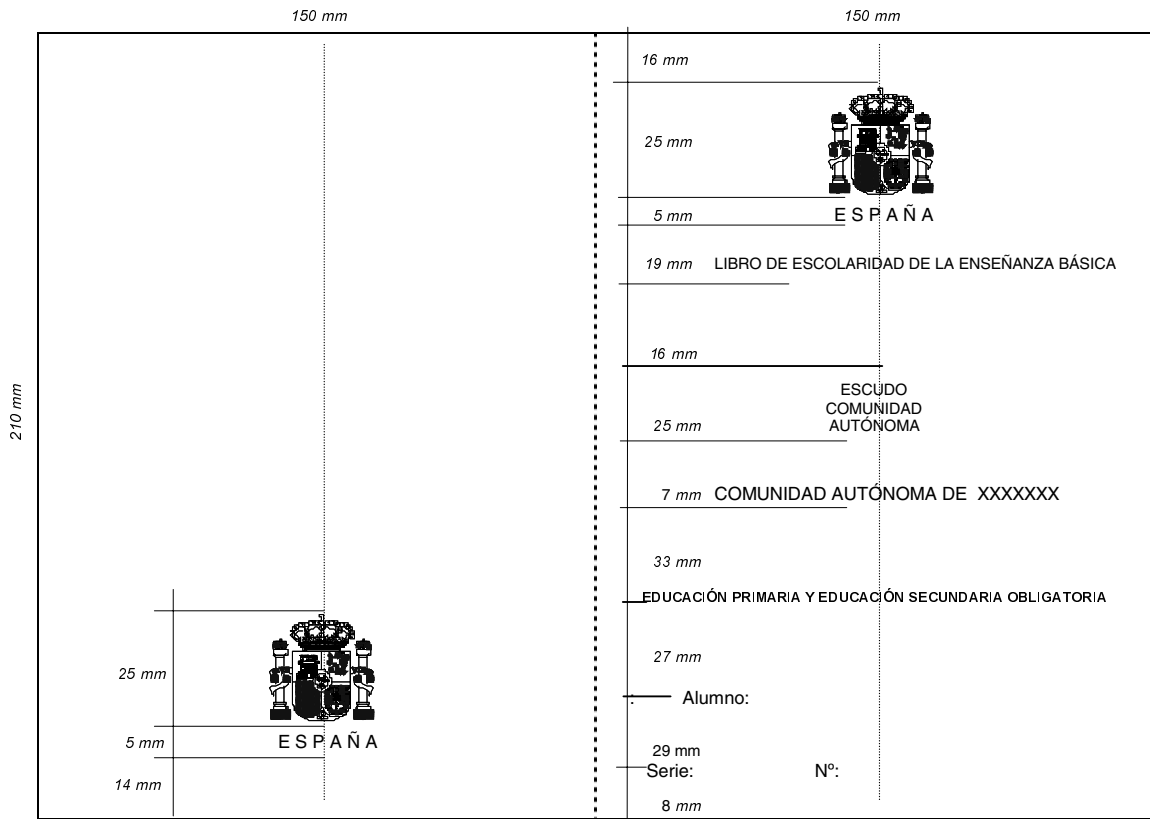 150 mm
150 mm
16 mm
25 mm
ESPAÑA
5 mm
19 mm LIBRO DE ESCOLARIDAD DE LA ENSEÑANZA BÁSICA
16 mm
210 mm
ESCUDO
COMUNIDAD
AUTÓNOMA
25 mm
7 mm COMUNIDAD AUTÓNOMA DE XXXXXXX
33 mm
EDUCACIÓN PRIMARIA Y EDUCACIÓN SECUNDARIA OBLIGATORIA
27 mm
: Alumno:
29 mm
Serie: Nº:
8 mm
25 mm
ESPAÑA
5 mm
14 mm